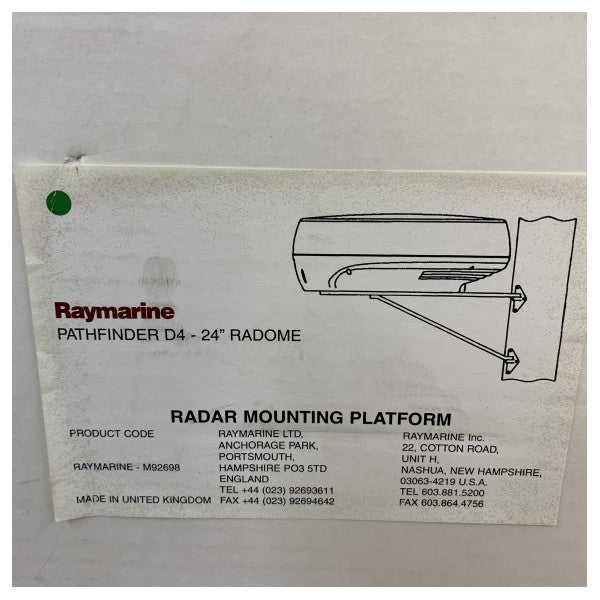 Raymarine
PATHFINDER D4 - 24" RADOME
RADAR MOUNTING PLATFORM
PRODUCT CODE
RAYMARINE - M92698
MADE IN UNITED KINGDOM
RAYMARINE LTD,
ANCHORAGE PARK,
PORTSMOUTH,
HAMPSHIRE PO3 5TD
ENGLAND
TEL +44 (023) 92693611
FAX +44 (023) 92694642
RAYMARINE Inc.
22, COTTON ROAD,
UNIT H,
NASHUA, NEW HAMPSHIRE,
03063-4219 U.S.A.
TEL 603.881.5200
FAX 603.864.4756